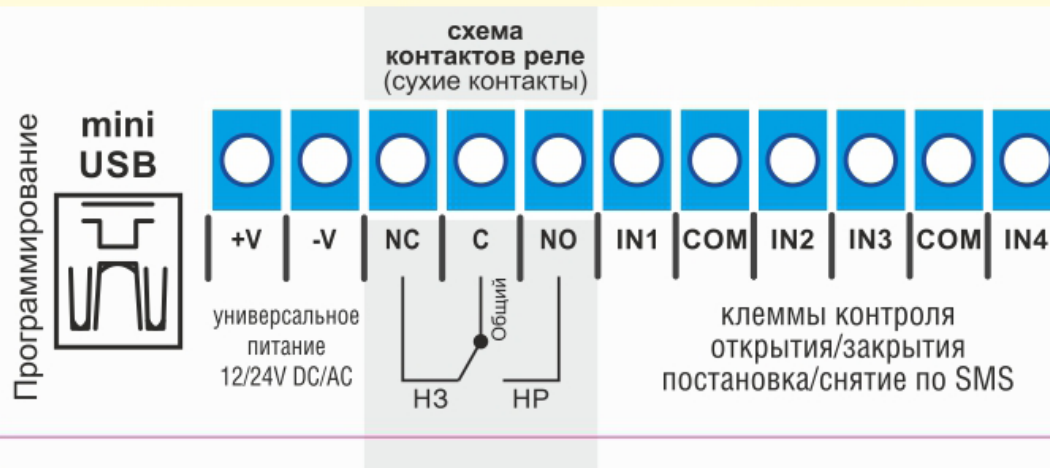 схема
контактов реле
(сухие контакты)
Программирование
mini
USB
+V -V NC C NO IN1 COM IN2 IN3 COM IN4
Общий
универсальное
питание
12/24V DC/AC
НЗ НР
клеммы контроля
открытия/закрытия
постановка/снятие по SMS